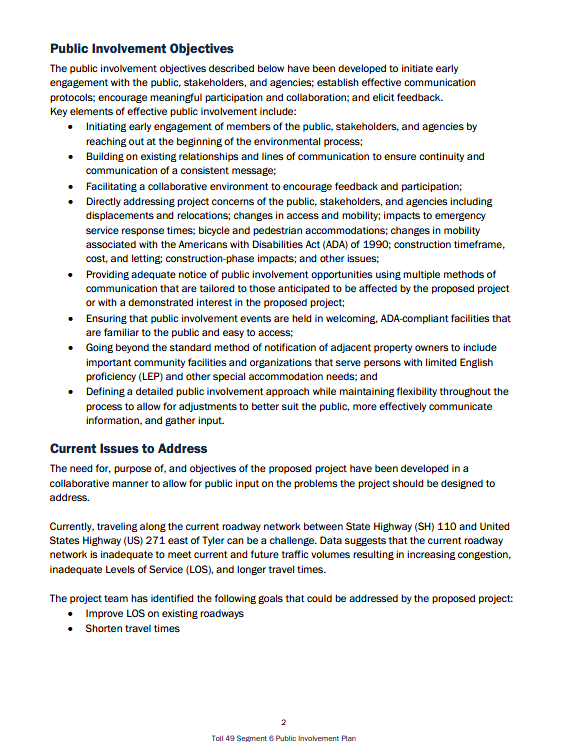 Public Involvement Objectives
The public involvement objectives described below have been developed to initiate early
engagement with the public, stakeholders, and agencies; establish effective communication
protocols; encourage meaningful participation and collaboration; and elicit feedback.
Key elements of effective public involvement include:
• Initiating early engagement of members of the public, stakeholders, and agencies by
reaching out at the beginning of the environmental process;
• Building on existing relationships and lines of communication to ensure continuity and
communication of a consistent message;
• Facilitating a collaborative environment to encourage feedback and participation;
• Directly addressing project concerns of the public, stakeholders, and agencies including
displacements and relocations; changes in access and mobility; impacts to emergency
service response times; bicycle and pedestrian accommodations; changes in mobility
associated with the Americans with Disabilities Act (ADA) of 1990; construction timeframe,
cost, and letting; construction-phase impacts; and other issues;
• Providing adequate notice of public involvement opportunities using multiple methods of
communication that are tailored to those anticipated to be affected by the proposed project
or with a demonstrated interest in the proposed project;
• Ensuring that public involvement events are held in welcoming, ADA-compliant facilities that
are familiar to the public and easy to access;
• Going beyond the standard method of notification of adjacent property owners to include
important community facilities and organizations that serve persons with limited English
proficiency (LEP) and other special accommodation needs; and
• Defining a detailed public involvement approach while maintaining flexibility throughout the
process to allow for adjustments to better suit the public, more effectively communicate
information, and gather input.
Current Issues to Address
The need for, purpose of, and objectives of the proposed project have been developed in a
collaborative manner to allow for public input on the problems the project should be designed to
address.
Currently, traveling along the current roadway network between State Highway (SH) 110 and United
States Highway (US) 271 east of Tyler can be a challenge. Data suggests that the current roadway
network is inadequate to meet current and future traffic volumes resulting in increasing congestion,
inadequate Levels of Service (LOS), and longer travel times.
The project team has identified the following goals that could be addressed by the proposed project:
• Improve LOS on existing roadways
• Shorten travel times
2
Toll 49 Segment 6 Public Involvement Plan